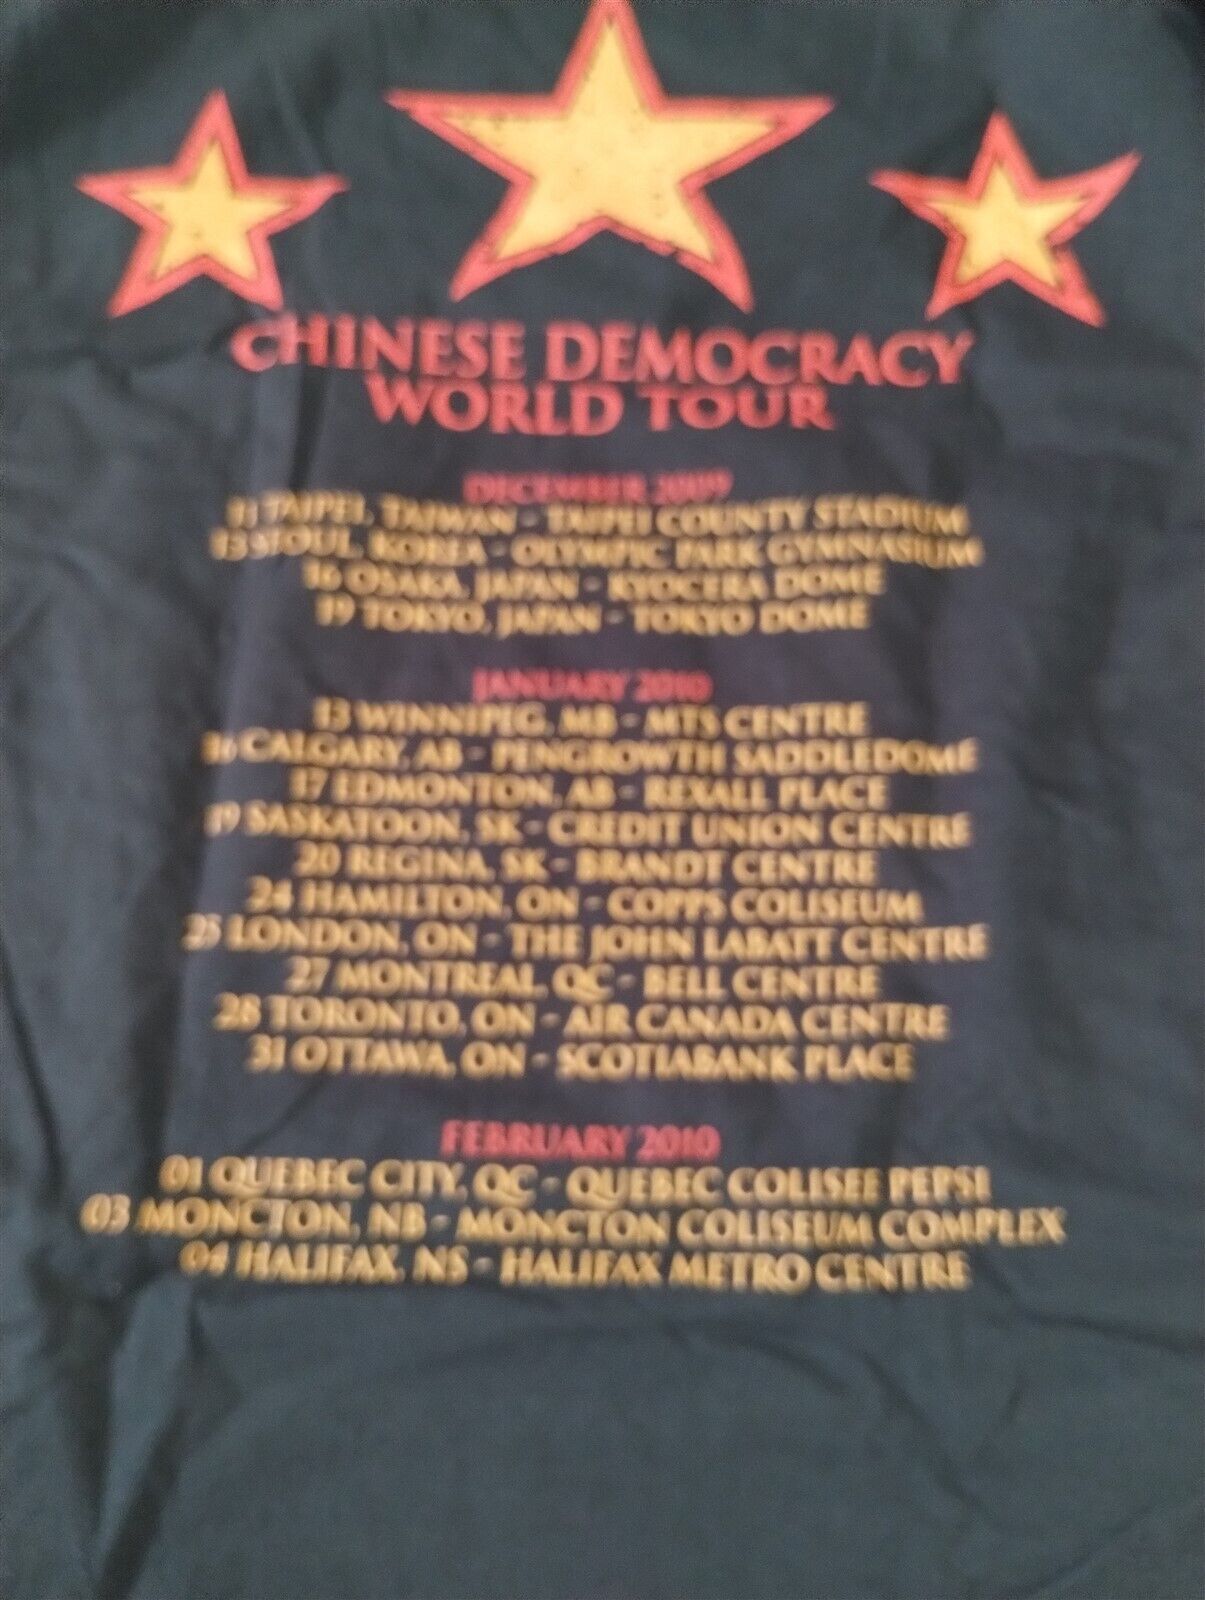 CHINESE DEMOCRACY
WORLD TOUR
DECEMBER 2009
11 TAIPEI, TAIWAN - TAIPEI COUNTY STADIUM
13 SEOUL, KOREA - OLYMPIC PARK GYMNASIUM
16 OSAKA, JAPAN - KYOCERA DOME
19 TOKYO, JAPAN - TOKYO DOME
JANUARY 2010
13 WINNIPEG, MB - MTS CENTRE
16 CALGARY, AB - PENGROWTH SADDLEDOME
17 EDMONTON, AB - REXALL PLACE
19 SASKATOON, SK - CREDIT UNION CENTRE
20 REGINA, SK - BRANDT CENTRE
24 HAMILTON, ON - COPPS COLISEUM
25 LONDON, ON - THE JOHN LABATT CENTRE
27 MONTREAL, QC - BELL CENTRE
28 TORONTO, ON - AIR CANADA CENTRE
31 OTTAWA, ON - SCOTIABANK PLACE
FEBRUARY 2010
01 QUEBEC CITY, QC - QUEBEC COLISEE PEPSI
03 MONCTON, NB - MONCTON COLISEUM COMPLEX
04 HALIFAX, NS - HALIFAX METRO CENTRE